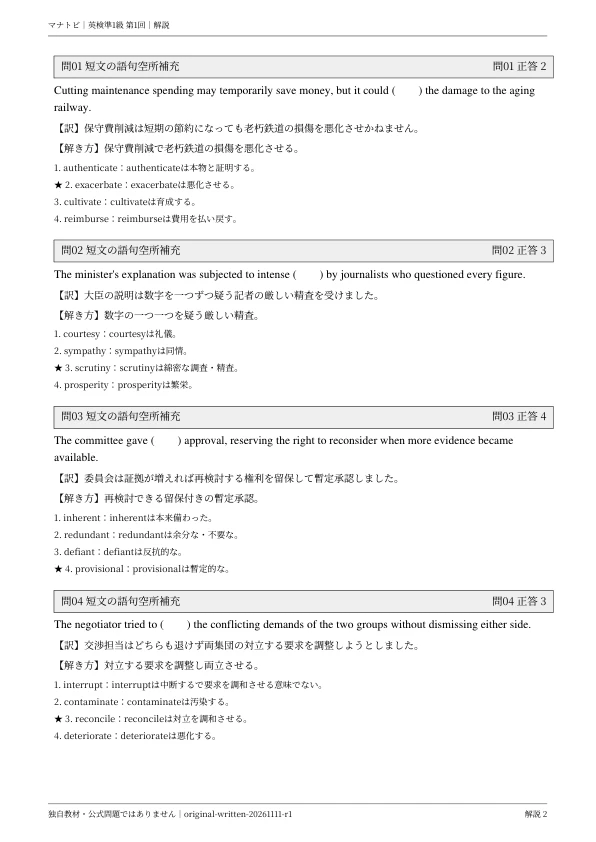 マナトビ｜英検準1級 第1回｜解説
問01 短文の語句空所補充 問01 正答 2
Cutting maintenance spending may temporarily save money, but it could (　　) the damage to the aging
railway.
【訳】保守費削減は短期の節約になっても老朽鉄道の損傷を悪化させかねません。
【解き方】保守費削減で老朽鉄道の損傷を悪化させる。
1. authenticate：authenticateは本物と証明する。
★ 2. exacerbate：exacerbateは悪化させる。
3. cultivate：cultivateは育成する。
4. reimburse：reimburseは費用を払い戻す。
問02 短文の語句空所補充 問02 正答 3
The minister's explanation was subjected to intense (　　) by journalists who questioned every figure.
【訳】大臣の説明は数字を一つずつ疑う記者の厳しい精査を受けました。
【解き方】数字の一つ一つを疑う厳しい精査。
1. courtesy：courtesyは礼儀。
2. sympathy：sympathyは同情。
★ 3. scrutiny：scrutinyは綿密な調査・精査。
4. prosperity：prosperityは繁栄。
問03 短文の語句空所補充 問03 正答 4
The committee gave (　　) approval, reserving the right to reconsider when more evidence became
available.
【訳】委員会は証拠が増えれば再検討する権利を留保して暫定承認しました。
【解き方】再検討できる留保付きの暫定承認。
1. inherent：inherentは本来備わった。
2. redundant：redundantは余分な・不要な。
3. defiant：defiantは反抗的な。
★ 4. provisional：provisionalは暫定的な。
問04 短文の語句空所補充 問04 正答 3
The negotiator tried to (　　) the conflicting demands of the two groups without dismissing either side.
【訳】交渉担当はどちらも退けず両集団の対立する要求を調整しようとしました。
【解き方】対立する要求を調整し両立させる。
1. interrupt：interruptは中断するで要求を調和させる意味でない。
2. contaminate：contaminateは汚染する。
★ 3. reconcile：reconcileは対立を調和させる。
4. deteriorate：deteriorateは悪化する。
独自教材・公式問題ではありません｜original-written-20261111-r1 解説 2